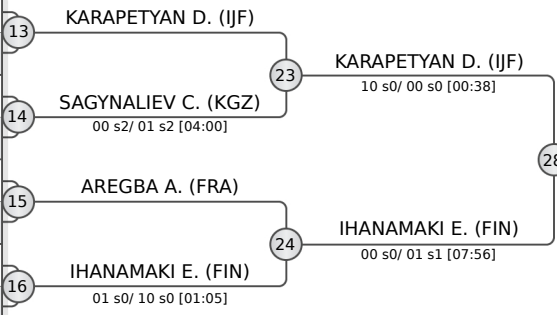 KARAPETYAN D. (IJF)
13
23
KARAPETYAN D. (IJF)
10 s0/ 00 s0 [00:38]
SAGYNALIEV C. (KGZ)
14
00 s2/ 01 s2 [04:00]
28
AREGBA A. (FRA)
15
24
IHANAMAKI E. (FIN)
00 s0/ 01 s1 [07:56]
IHANAMAKI E. (FIN)
16
01 s0/ 10 s0 [01:05]